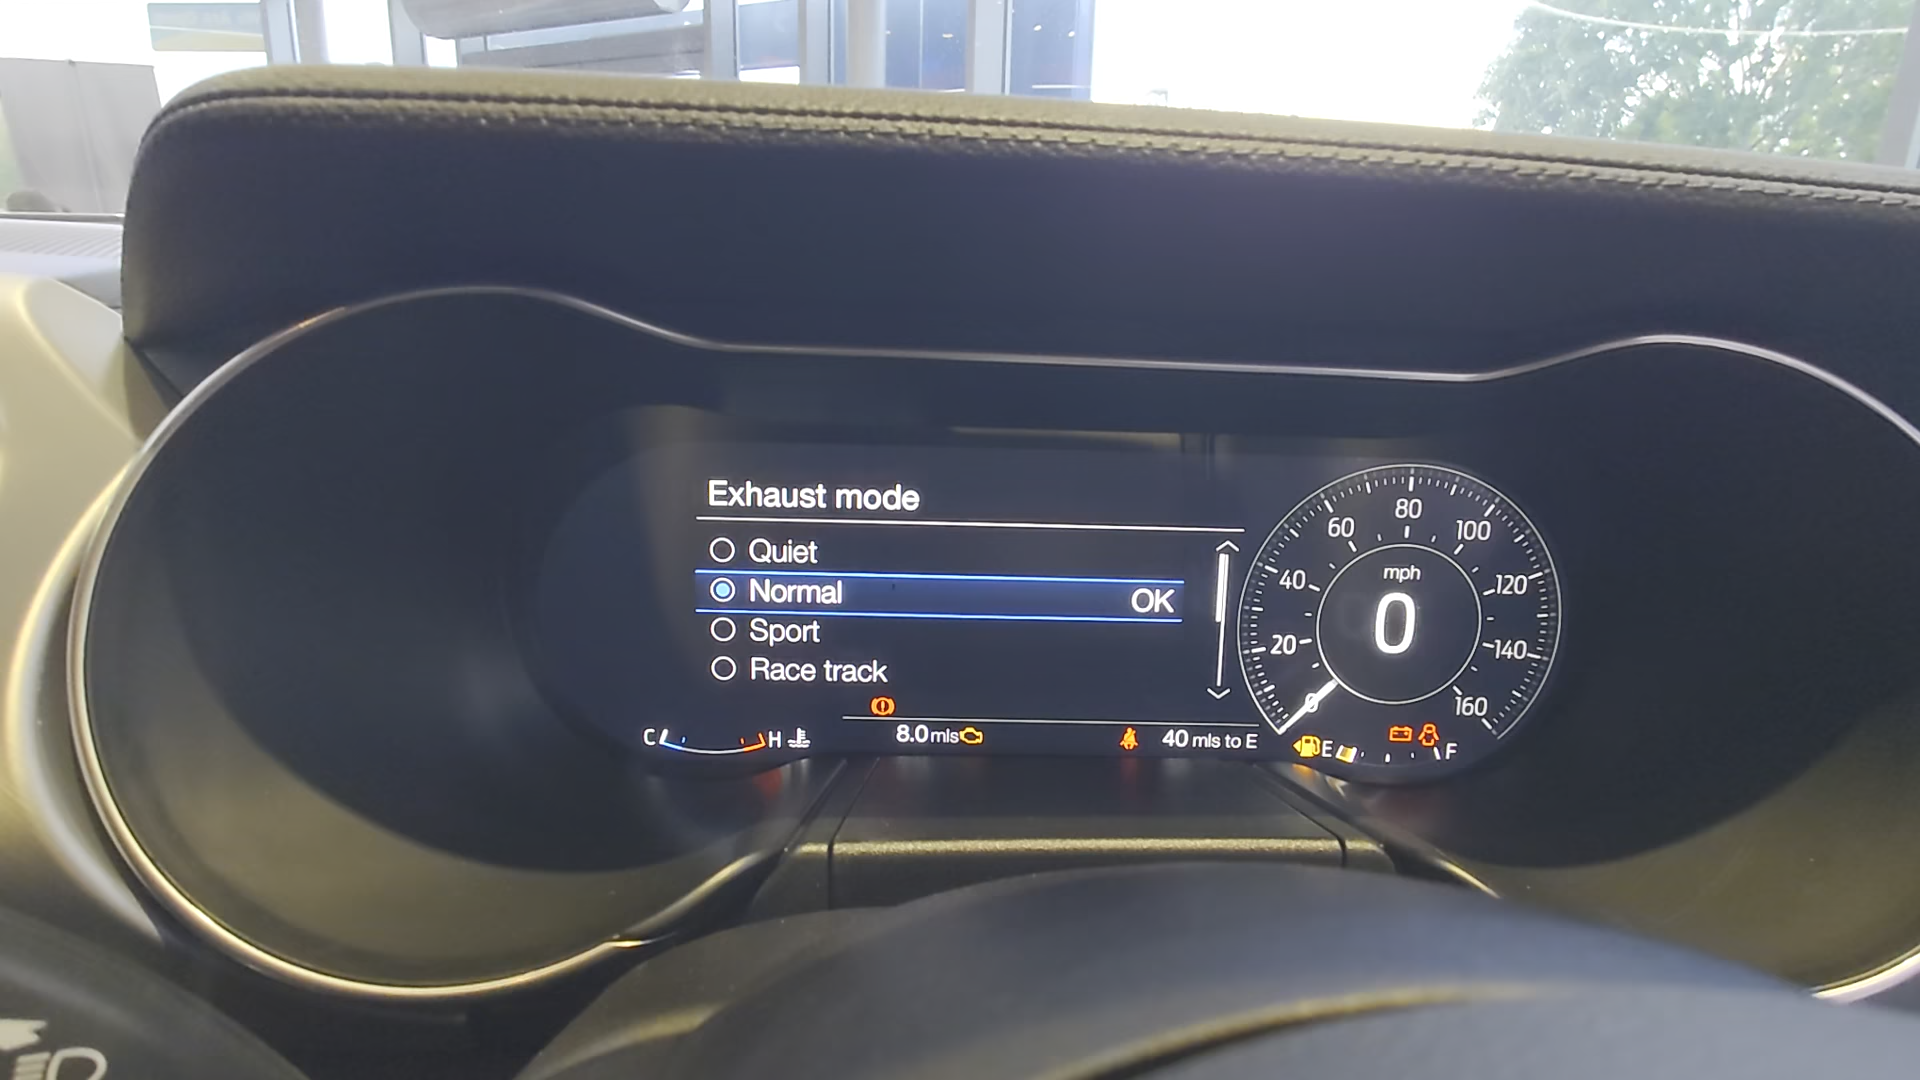 Exhaust mode
Quiet
Normal OK
Sport
Race track
C H
8.0 mls
40 mls to E
0
20
40
60
80
100
120
140
160
mph
0
E F